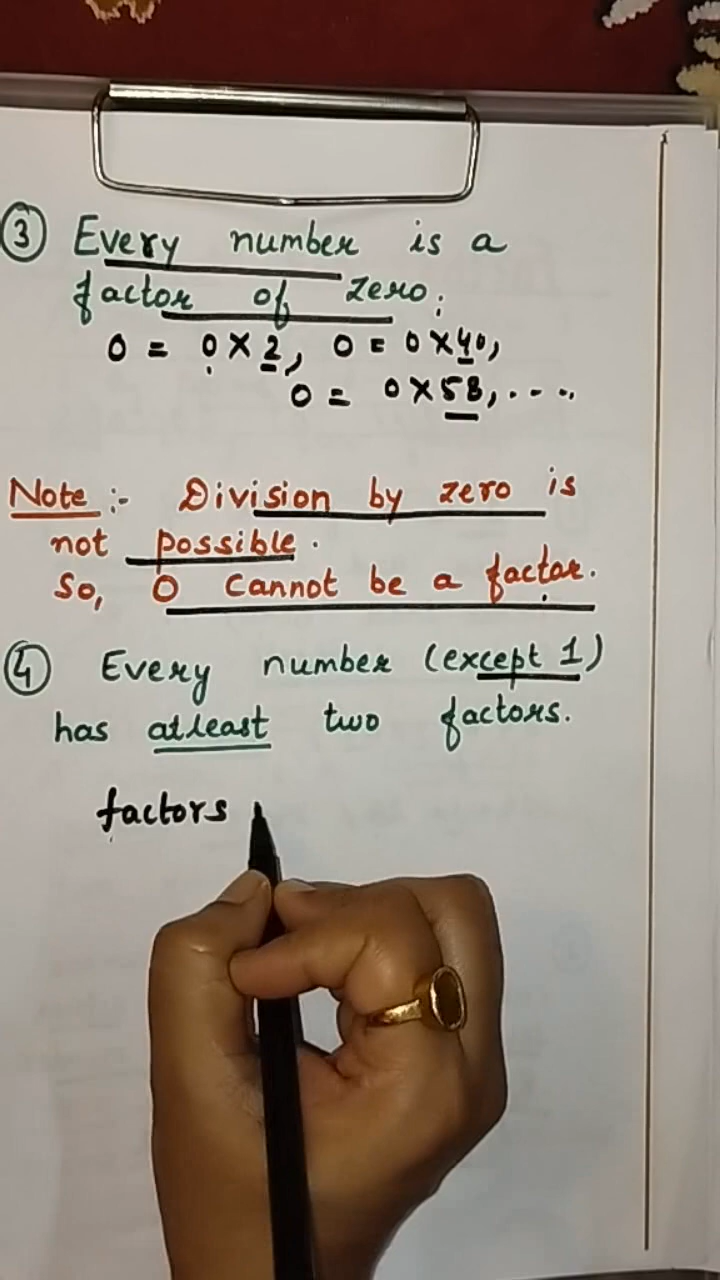 ③ Every number is a
factor of zero.
0 = 0 × 2, 0 = 0 × 40,
0 = 0 × 58, . . . .
Note :- Division by zero is
not possible.
So, 0 cannot be a factor.
④ Every number (except 1)
has atleast two factors.
factors